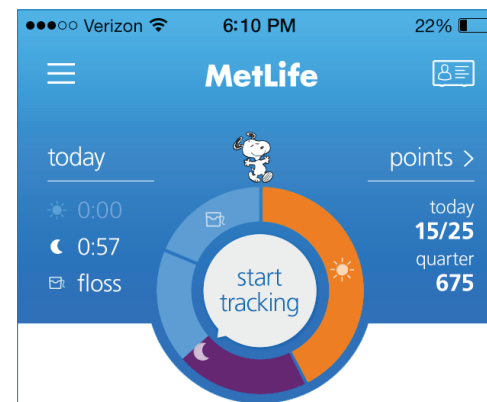 Verizon 6:10 PM 22%
MetLife
today
points >
0:00
0:57
floss
today
15/25
quarter
675
start
tracking